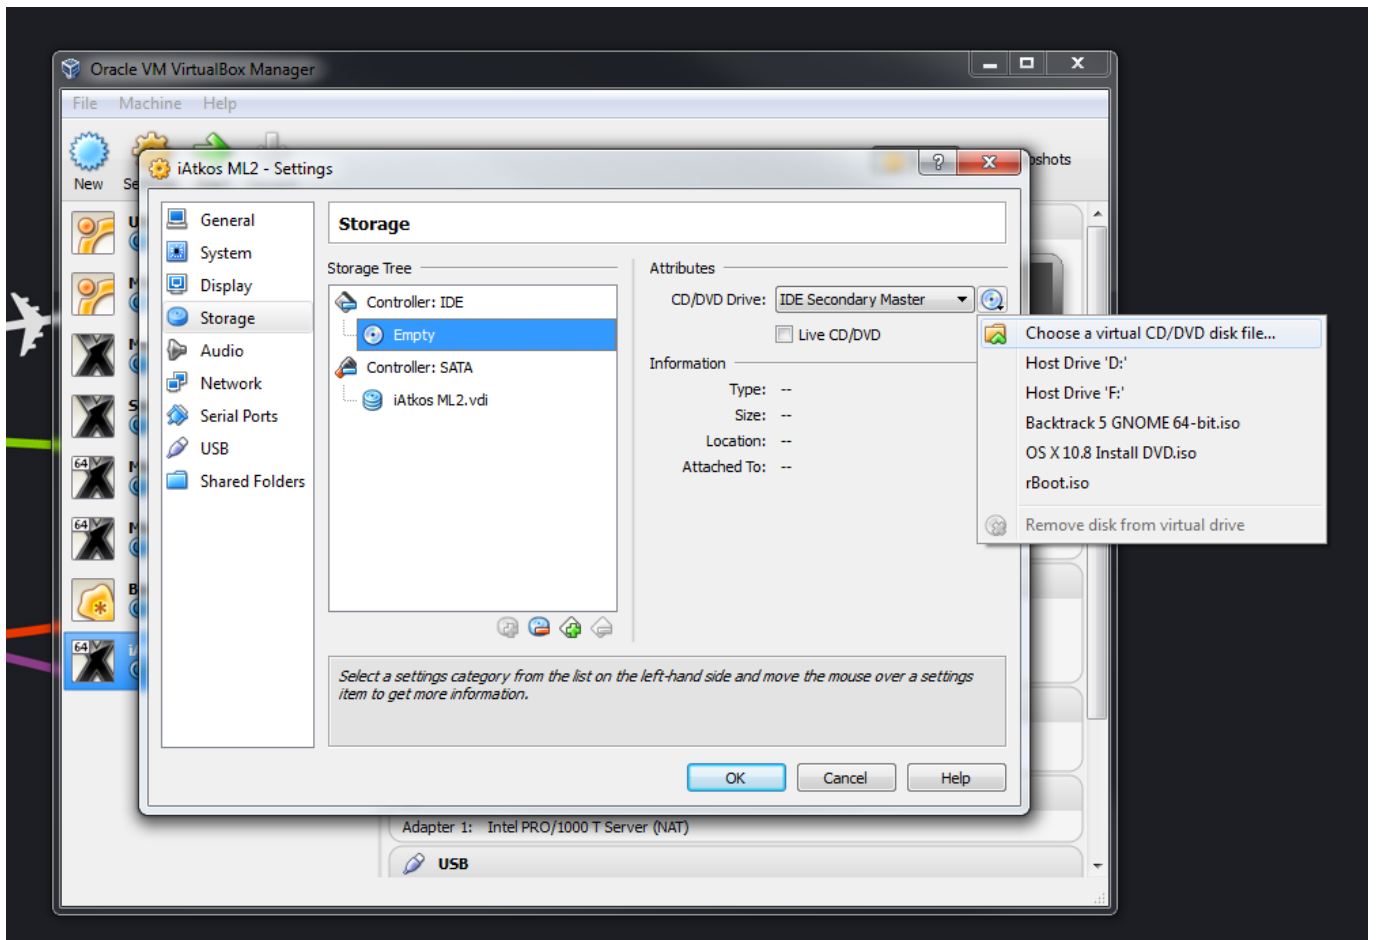 Oracle VM VirtualBox Manager
File Machine Help
New
pshots
iAtkos ML2 - Settings
General
System
Display
Storage
Audio
Network
Serial Ports
USB
Shared Folders
Storage
Storage Tree
Controller: IDE
Empty
Controller: SATA
iAtkos ML2.vdi
Attributes
CD/DVD Drive: IDE Secondary Master
Live CD/DVD
Information
Type: --
Size: --
Location: --
Attached To: --
Choose a virtual CD/DVD disk file...
Host Drive 'D:'
Host Drive 'F:'
Backtrack 5 GNOME 64-bit.iso
OS X 10.8 Install DVD.iso
rBoot.iso
Remove disk from virtual drive
64
64
64
Select a settings category from the list on the left-hand side and move the mouse over a settings
item to get more information.
OK Cancel Help
Adapter 1: Intel PRO/1000 T Server (NAT)
USB